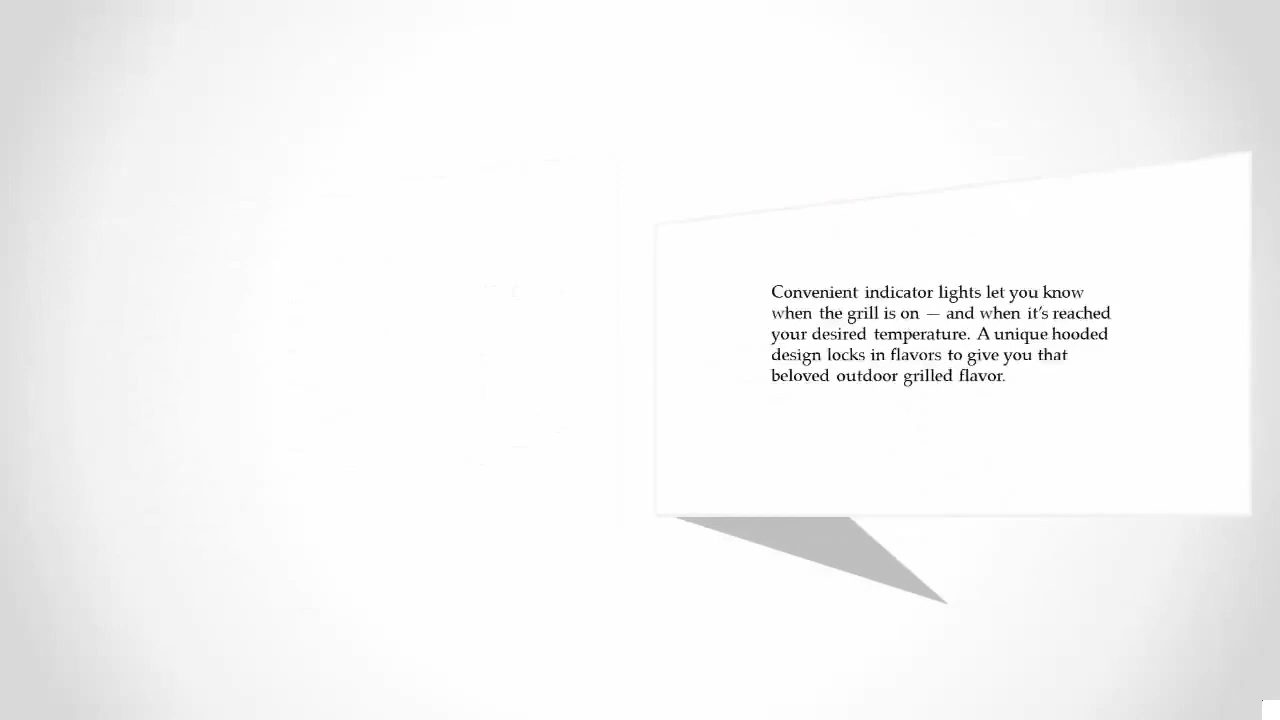 Convenient indicator lights let you know
when the grill is on — and when it's reached
your desired temperature. A unique hooded
design locks in flavors to give you that
beloved outdoor grilled flavor.